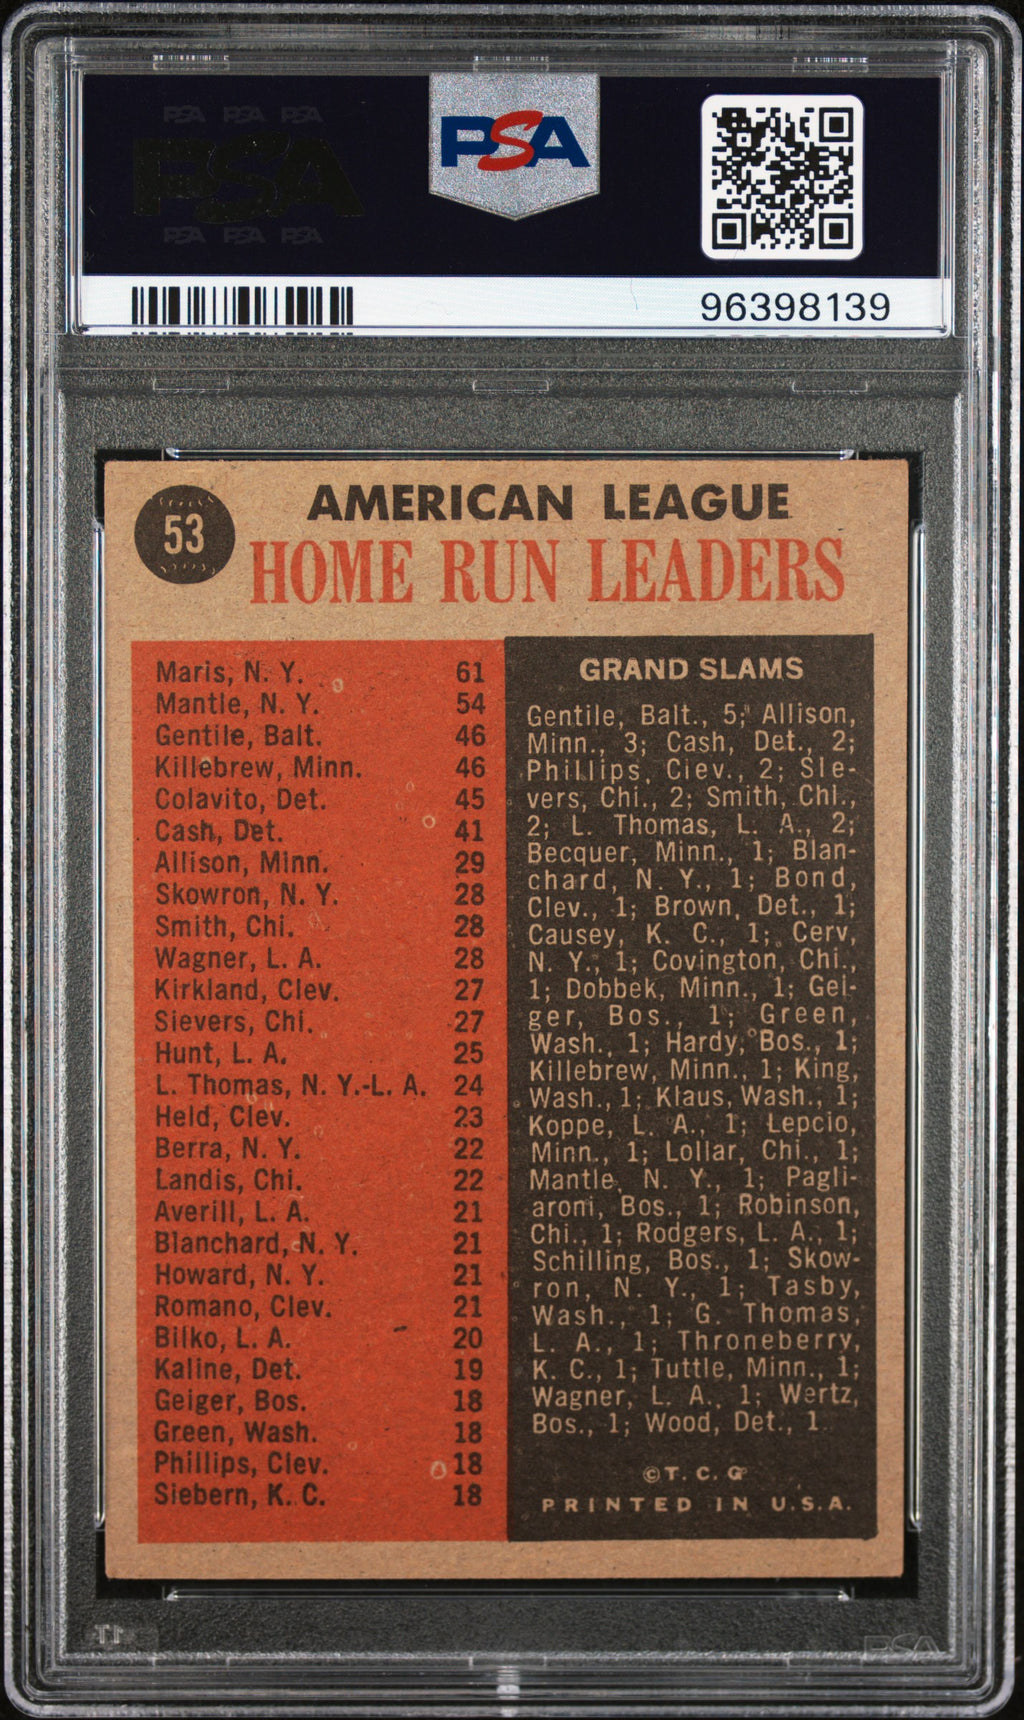 PSA PSA PSA
PSA
PSA PSA PSA
PSA
96398139
53
AMERICAN LEAGUE
HOME RUN LEADERS
Maris, N. Y. 61
Mantle, N. Y. 54
Gentile, Balt. 46
Killebrew, Minn. 46
Colavito, Det. 45
Cash, Det. 41
Allison, Minn. 29
Skowron, N. Y. 28
Smith, Chi. 28
Wagner, L. A. 28
Kirkland, Clev. 27
Sievers, Chi. 27
Hunt, L. A. 25
L. Thomas, N. Y.-L. A. 24
Held, Clev. 23
Berra, N. Y. 22
Landis, Chi. 22
Averill, L. A. 21
Blanchard, N. Y. 21
Howard, N. Y. 21
Romano, Clev. 21
Bilko, L. A. 20
Kaline, Det. 19
Geiger, Bos. 18
Green, Wash. 18
Phillips, Clev. 18
Siebern, K. C. 18
GRAND SLAMS
Gentile, Balt., 5; Allison,
Minn., 3; Cash, Det., 2;
Phillips, Clev., 2; Sie-
vers, Chi., 2; Smith, Chi.,
2; L. Thomas, L. A., 2;
Becquer, Minn., 1; Blan-
chard, N. Y., 1; Bond,
Clev., 1; Brown, Det., 1;
Causey, K. C., 1; Cerv,
N. Y., 1; Covington, Chi.,
1; Dobbek, Minn., 1; Gei-
ger, Bos., 1; Green,
Wash., 1; Hardy, Bos., 1;
Killebrew, Minn., 1; King,
Wash., 1; Klaus, Wash., 1;
Koppe, L. A., 1; Lepcio,
Minn., 1; Lollar, Chi., 1;
Mantle, N. Y., 1; Pagli-
aroni, Bos., 1; Robinson,
Chi., 1; Rodgers, L. A., 1;
Schilling, Bos., 1; Skow-
ron, N. Y., 1; Tasby,
Wash., 1; G. Thomas,
L. A., 1; Throneberry,
K. C., 1; Tuttle, Minn., 1;
Wagner, L. A., 1; Wertz,
Bos., 1; Wood, Det., 1.
© T. C. G
PRINTED IN U.S.A.
PSA